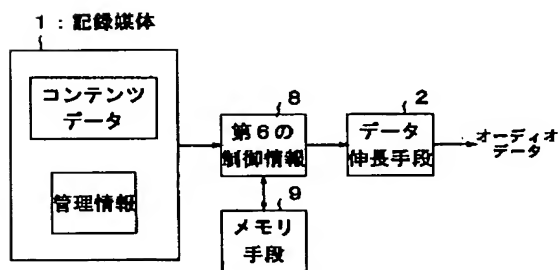 1 : 記録媒体
コンテンツ
データ
管理情報
8
第6の
制御情報
2
データ
伸長手段
オーディオ
データ
9
メモリ
手段